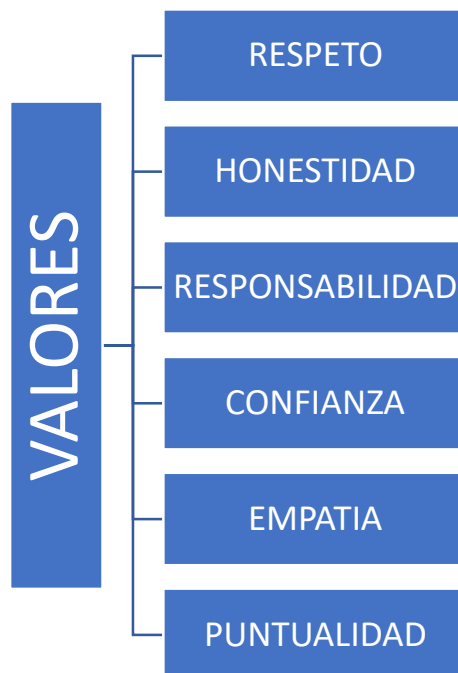 VALORES
RESPETO
HONESTIDAD
RESPONSABILIDAD
CONFIANZA
EMPATIA
PUNTUALIDAD